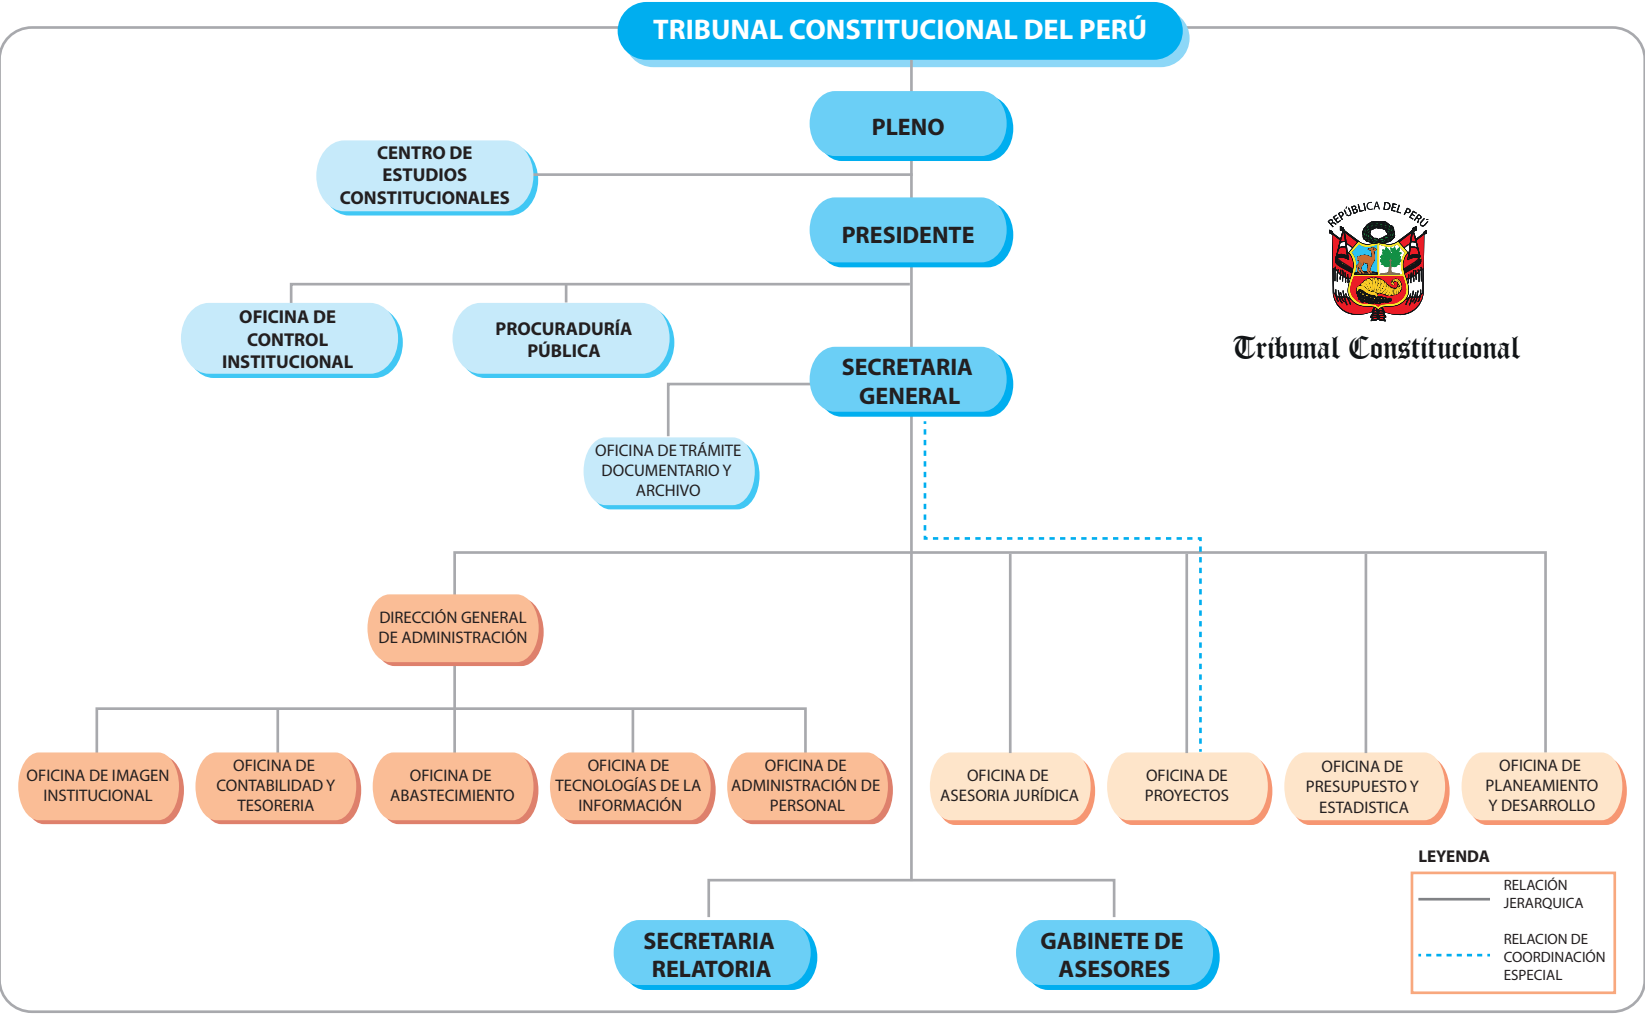 TRIBUNAL CONSTITUCIONAL DEL PERÚ
PLENO
CENTRO DE
ESTUDIOS
CONSTITUCIONALES
PRESIDENTE
REPÚBLICA DEL PERÚ
Tribunal Constitucional
OFICINA DE
CONTROL
INSTITUCIONAL
PROCURADURÍA
PÚBLICA
SECRETARIA
GENERAL
OFICINA DE TRÁMITE
DOCUMENTARIO Y
ARCHIVO
DIRECCIÓN GENERAL
DE ADMINISTRACIÓN
OFICINA DE IMAGEN
INSTITUCIONAL
OFICINA DE
CONTABILIDAD Y
TESORERIA
OFICINA DE
ABASTECIMIENTO
OFICINA DE
TECNOLOGÍAS DE LA
INFORMACIÓN
OFICINA DE
ADMINISTRACIÓN DE
PERSONAL
OFICINA DE
ASESORIA JURÍDICA
OFICINA DE
PROYECTOS
OFICINA DE
PRESUPUESTO Y
ESTADISTICA
OFICINA DE
PLANEAMIENTO
Y DESARROLLO
SECRETARIA
RELATORIA
GABINETE DE
ASESORES
LEYENDA
RELACIÓN
JERARQUICA
RELACION DE
COORDINACIÓN
ESPECIAL